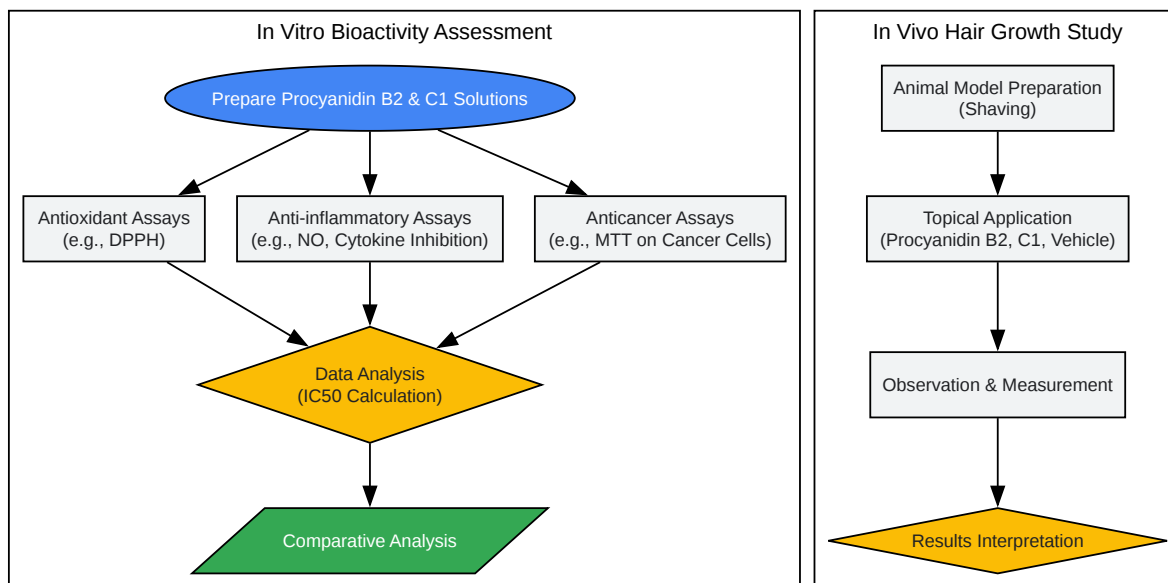 In Vitro Bioactivity Assessment
Prepare Procyanidin B2 & C1 Solutions
Antioxidant Assays
(e.g., DPPH)
Anti-inflammatory Assays
(e.g., NO, Cytokine Inhibition)
Anticancer Assays
(e.g., MTT on Cancer Cells)
Data Analysis
(IC50 Calculation)
Comparative Analysis
In Vivo Hair Growth Study
Animal Model Preparation
(Shaving)
Topical Application
(Procyanidin B2, C1, Vehicle)
Observation & Measurement
Results Interpretation